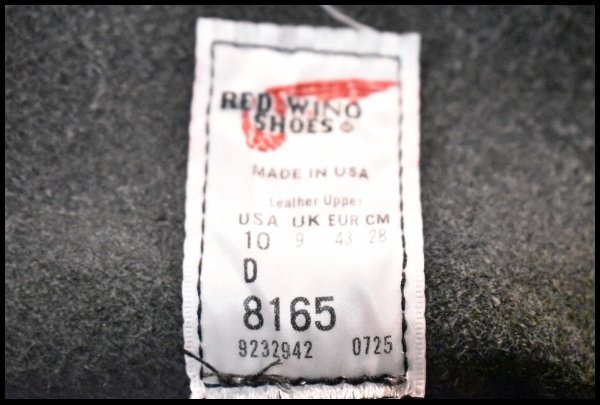 RED WING
SHOES ®
MADE IN USA
Leather Upper
USA UK EUR CM
10 9 43 28
D
8165
9232942 0725